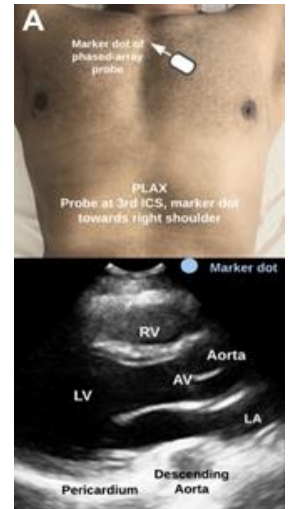 A
Marker dot of
phased-array
probe
PLAX
Probe at 3rd ICS, marker dot
towards right shoulder
Marker dot
RV
Aorta
AV
LV
LA
Descending
Aorta
Pericardium